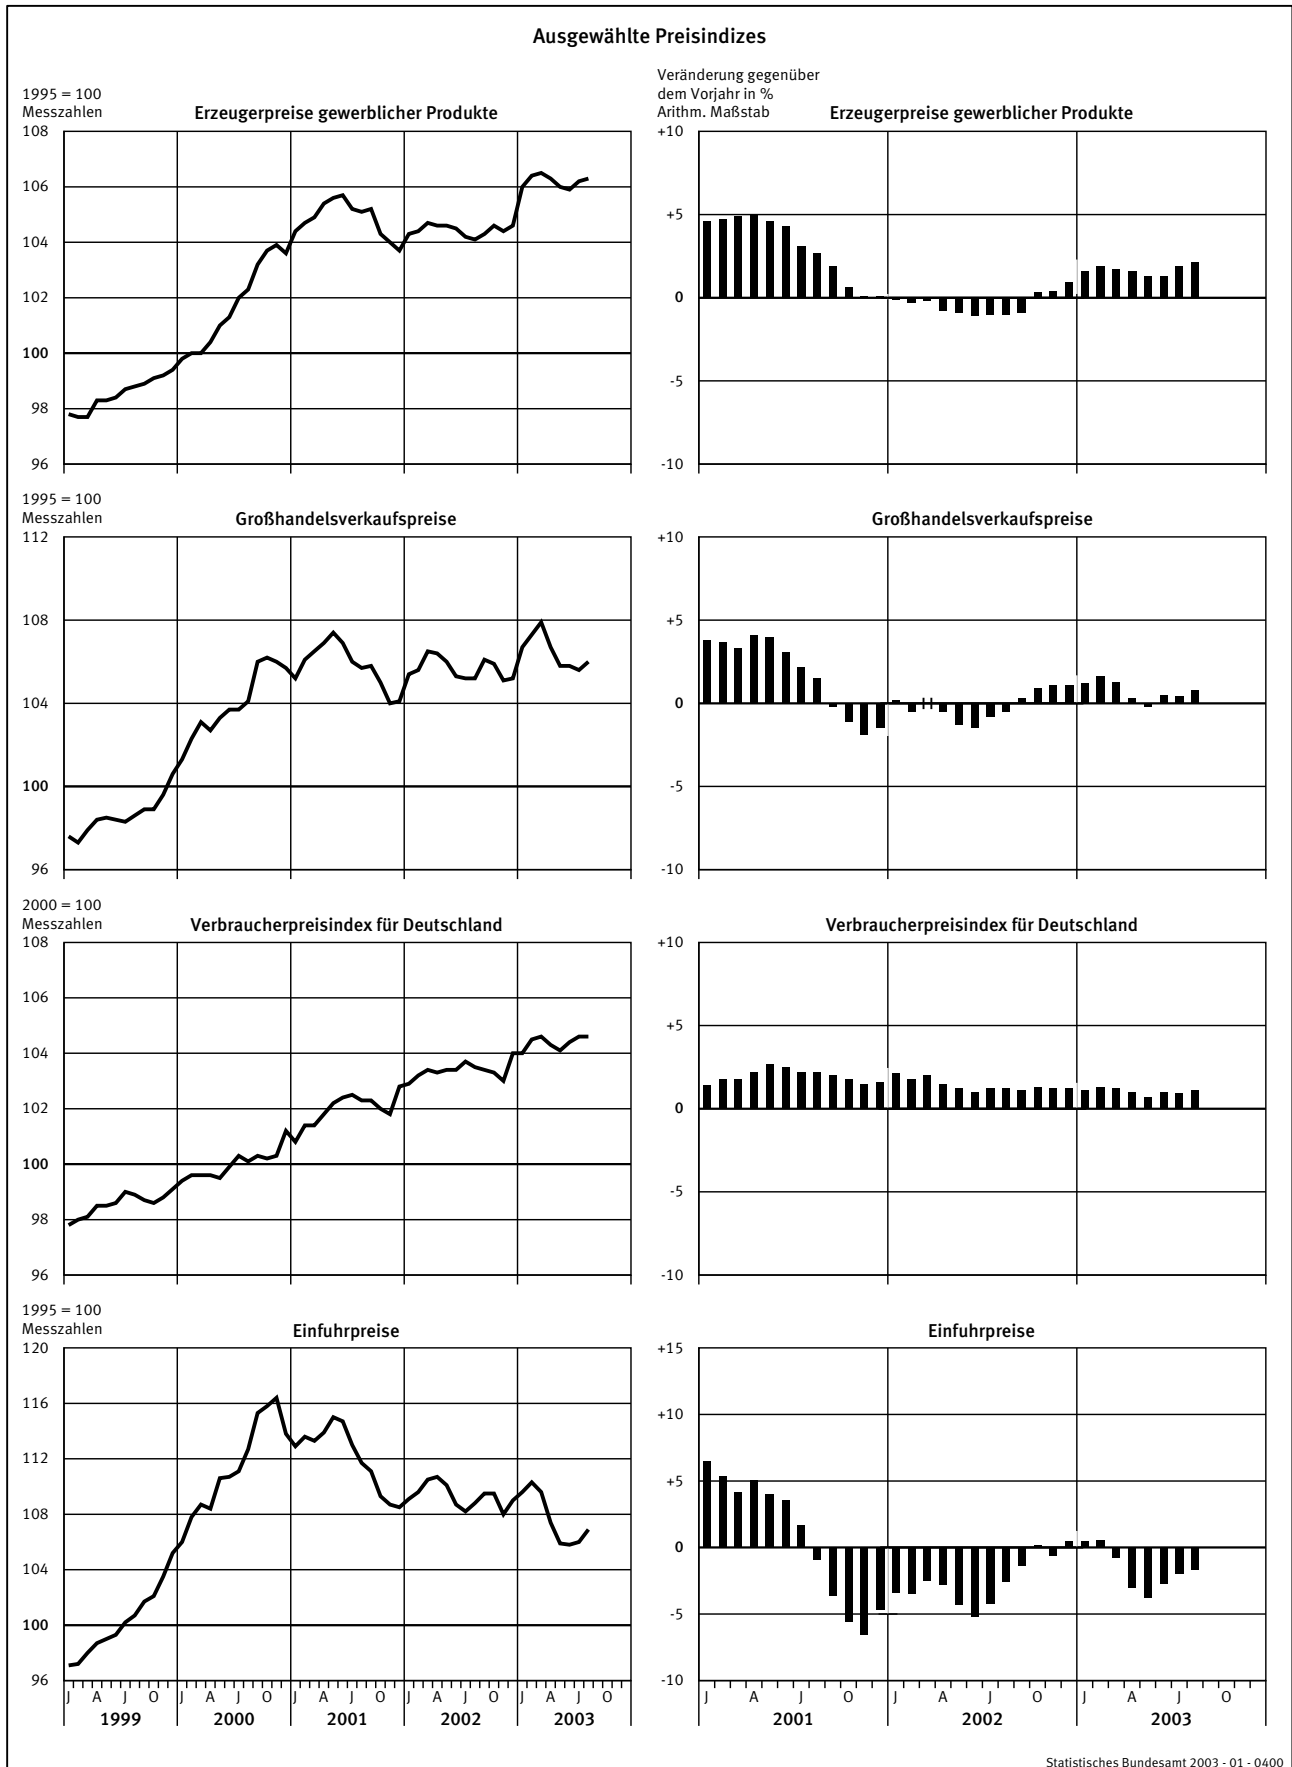 Ausgewählte Preisindizes
1995 = 100
Messzahlen
Erzeugerpreise gewerblicher Produkte
108
106
104
102
100
98
96
Veränderung gegenüber
dem Vorjahr in %
Arithm. Maßstab
Erzeugerpreise gewerblicher Produkte
+10
+5
0
-5
-10
1995 = 100
Messzahlen
Großhandelsverkaufspreise
112
108
104
100
96
Großhandelsverkaufspreise
+10
+5
0
-5
-10
2000 = 100
Messzahlen
Verbraucherpreisindex für Deutschland
108
106
104
102
100
98
96
Verbraucherpreisindex für Deutschland
+10
+5
0
-5
-10
1995 = 100
Messzahlen
Einfuhrpreise
120
116
112
108
104
100
96
J A J O J A J O J A J O J A J O J A J O
1999 2000 2001 2002 2003
Einfuhrpreise
+15
+10
+5
0
-5
-10
J A J O J A J O J A J O
2001 2002 2003
Statistisches Bundesamt 2003 - 01 - 0400